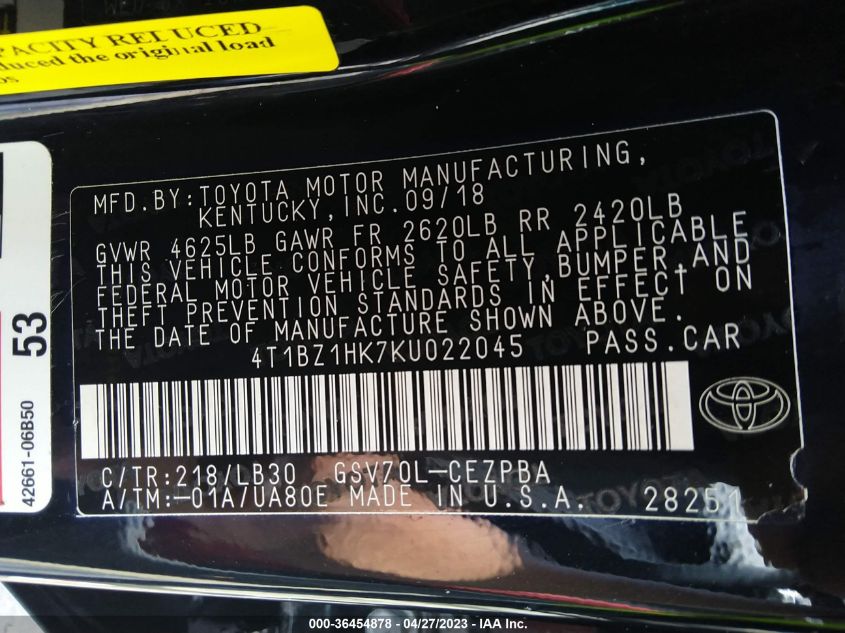 PACITY REDUCED
duced the original load
os
53
42661-06B50
MFD.BY:TOYOTA MOTOR MANUFACTURING,
KENTUCKY,INC.09/18
GVWR 4625LB GAWR FR 2620LB RR 2420LB
THIS VEHICLE CONFORMS TO ALL APPLICABLE
FEDERAL MOTOR VEHICLE SAFETY,BUMPER,AND
THEFT PREVENTION STANDARDS IN EFFECT ON
THE DATE OF MANUFACTURE SHOWN ABOVE.
4T1BZ1HK7KU022045 PASS.CAR
C/TR:218/LB30 GSV70L-CEZPBA
A/TM:-01A/UA80E MADE IN U.S.A. 28251
000-36454878 - 04/27/2023 - IAA Inc.